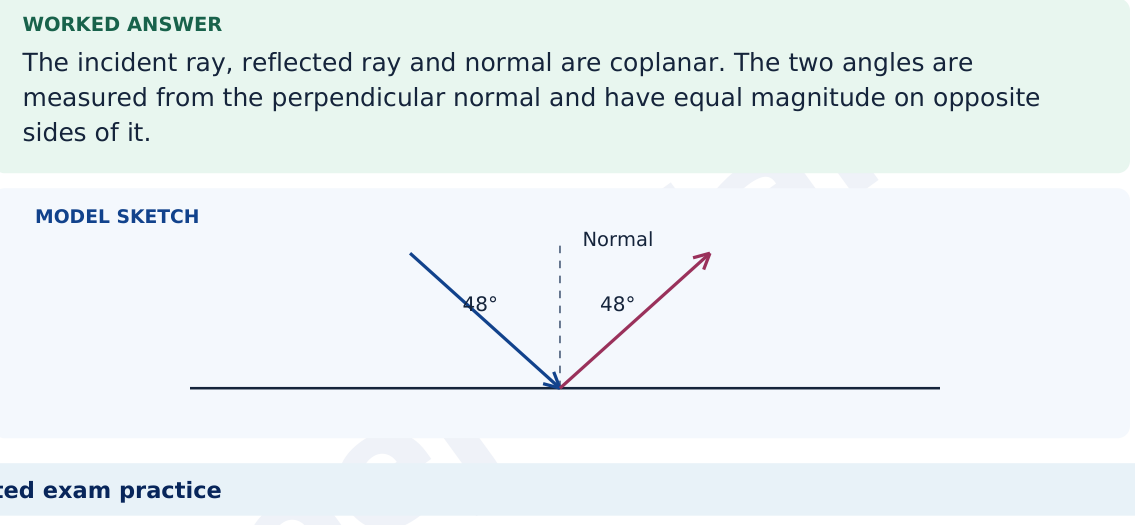 WORKED ANSWER
The incident ray, reflected ray and normal are coplanar. The two angles are
measured from the perpendicular normal and have equal magnitude on opposite
sides of it.
MODEL SKETCH
Normal
48° 48°
exam practice